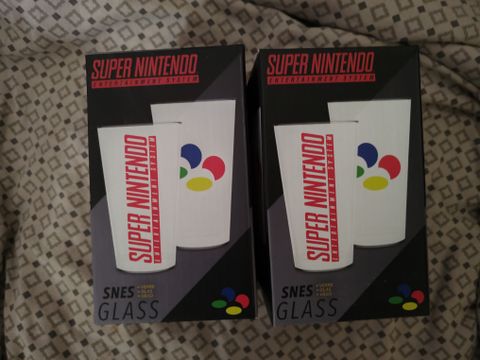 SUPER NINTENDO
ENTERTAINMENT SYSTEM
SUPER NINTENDO
ENTERTAINMENT SYSTEM
SNES
GLASS
SUPER NINTENDO
ENTERTAINMENT SYSTEM
SUPER NINTENDO
ENTERTAINMENT SYSTEM
SNES
GLASS